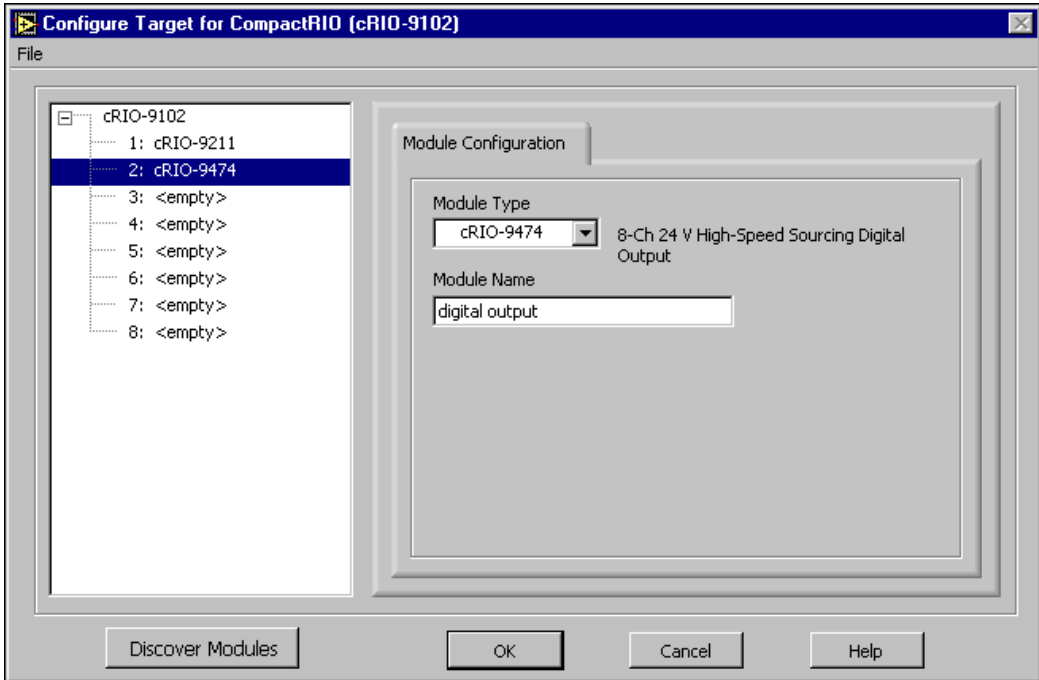 Configure Target for CompactRIO (cRIO-9102)
File
cRIO-9102
1: cRIO-9211
2: cRIO-9474
3: <empty>
4: <empty>
5: <empty>
6: <empty>
7: <empty>
8: <empty>
Module Configuration
Module Type
cRIO-9474
8-Ch 24 V High-Speed Sourcing Digital
Output
Module Name
digital output
Discover Modules
OK
Cancel
Help